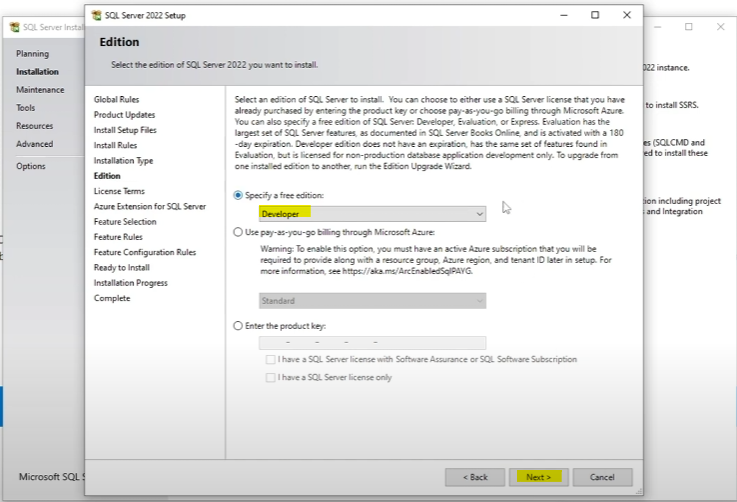 SQL Server 2022 Setup
SQL Server Instal
Edition
Select the edition of SQL Server 2022 you want to install.
Planning
Installation
Maintenance
Tools
Resources
Advanced
Options
Global Rules
Product Updates
Install Setup Files
Install Rules
Installation Type
Edition
License Terms
Azure Extension for SQL Server
Feature Selection
Feature Rules
Feature Configuration Rules
Ready to Install
Installation Progress
Complete
Select an edition of SQL Server to install. You can choose to either use a SQL Server license that you have
already purchased by entering the product key or choose pay-as-you-go billing through Microsoft Azure.
You can also specify a free edition of SQL Server: Developer, Evaluation, or Express. Evaluation has the
largest set of SQL Server features, as documented in SQL Server Books Online, and is activated with a 180
-day expiration. Developer edition does not have an expiration, has the same set of features found in
Evaluation, but is licensed for non-production database application development only. To upgrade from
one installed edition to another, run the Edition Upgrade Wizard.
Specify a free edition:
Developer
Use pay-as-you-go billing through Microsoft Azure:
Warning: To enable this option, you must have an active Azure subscription that you will be
required to provide along with a resource group, Azure region, and tenant ID later in setup. For
more information, see https://aka.ms/ArcEnabledSqlPAYG.
Standard
Enter the product key:
- - - -
I have a SQL Server license with Software Assurance or SQL Software Subscription
I have a SQL Server license only
< Back
Next >
Cancel
022 instance.
to install SSRS.
es (SQLCMD and
ed to install these
ion including project
and Integration
Microsoft SQL S